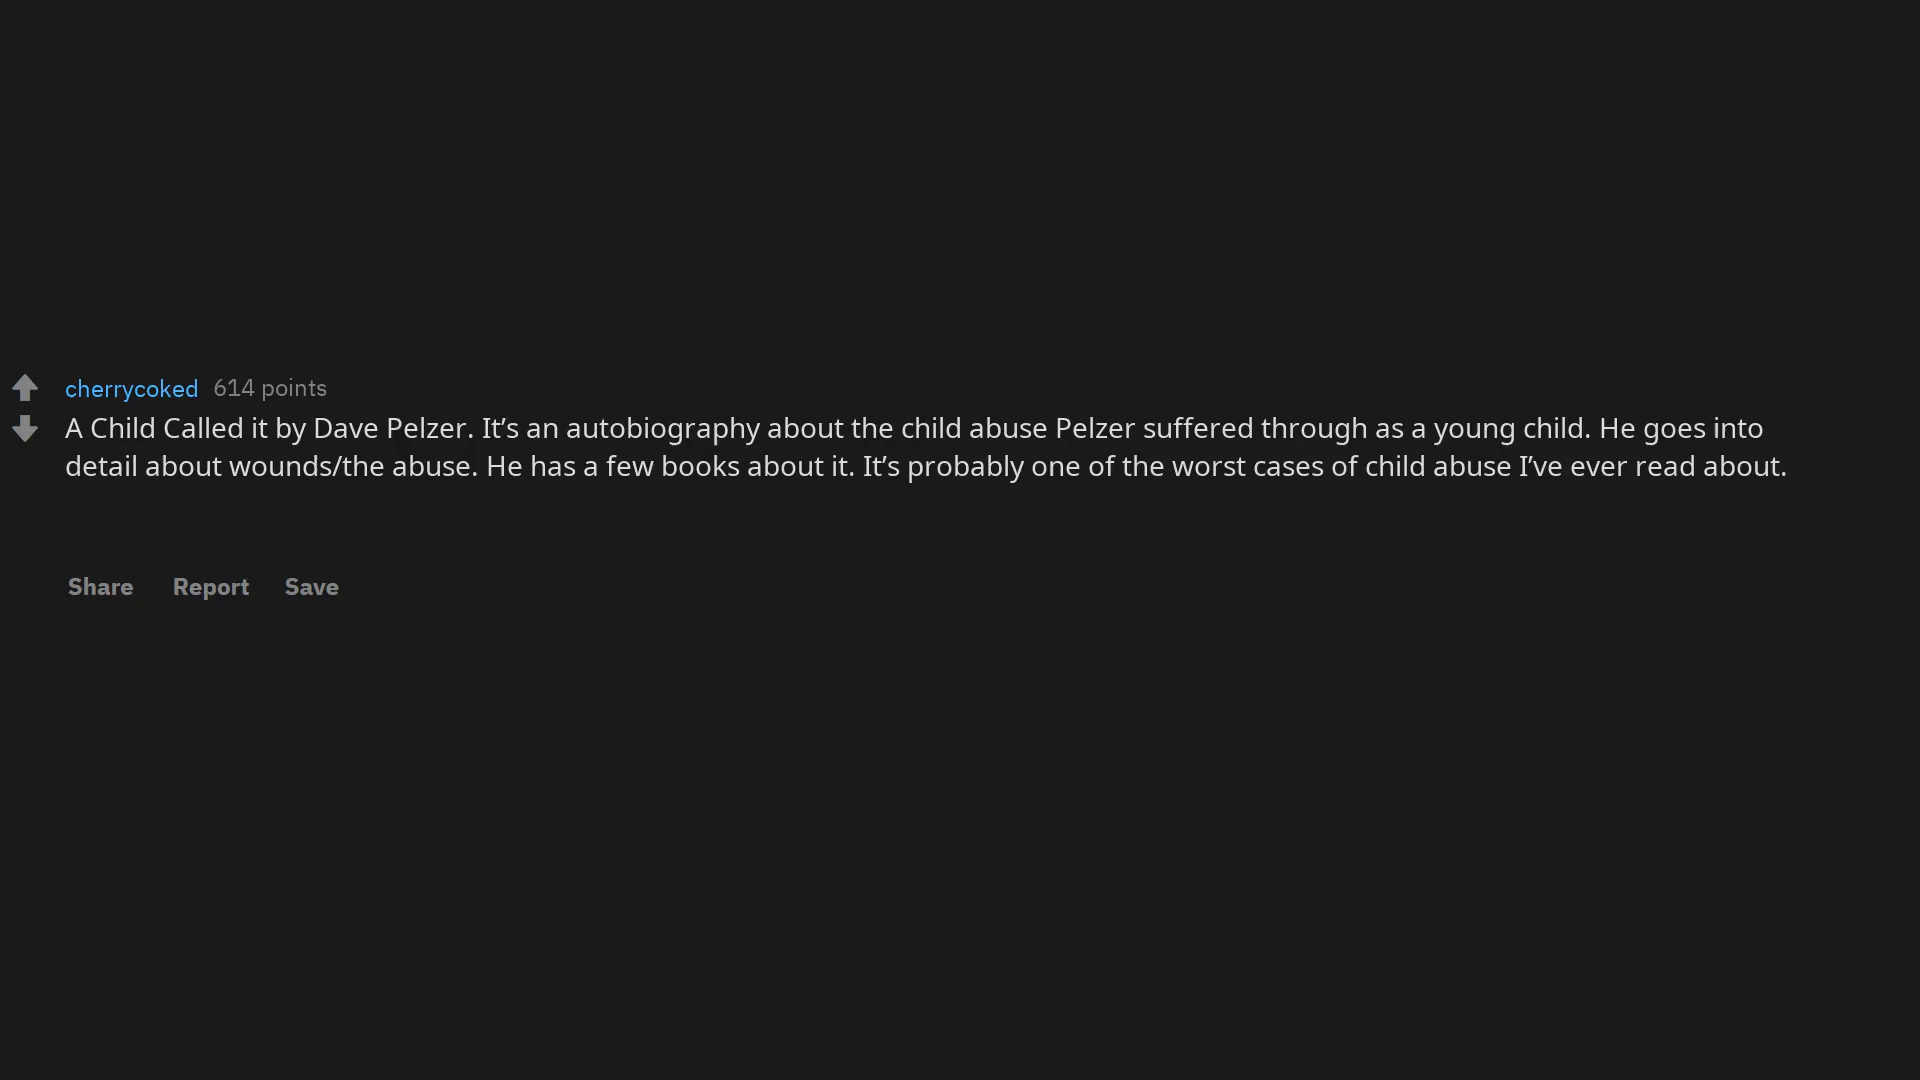 cherrycoked 614 points
A Child Called it by Dave Pelzer. It’s an autobiography about the child abuse Pelzer suffered through as a young child. He goes into
detail about wounds/the abuse. He has a few books about it. It’s probably one of the worst cases of child abuse I’ve ever read about.
Share Report Save